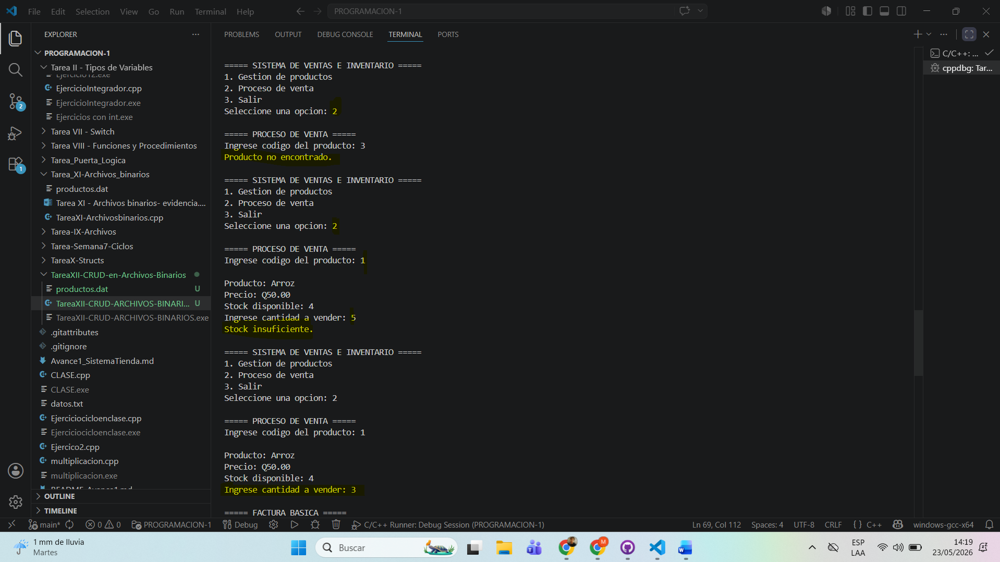 File Edit Selection View Go Run Terminal Help
PROGRAMACION-1
EXPLORER
PROGRAMACION-1
Tarea II - Tipos de Variables
Ejercicio12.exe
EjercicioIntegrador.cpp
EjercicioIntegrador.exe
Ejercicios con int.exe
Tarea VII - Switch
Tarea VIII - Funciones y Procedimientos
Tarea_Puerta_Logica
Tarea_XI-Archivos_binarios
productos.dat
Tarea XI - Archivos binarios- evidencia....
TareaXI-Archivosbinarios.cpp
Tarea-IX-Archivos
Tarea-Semana7-Ciclos
TareaX-Structs
TareaXII-CRUD-en-Archivos-Binarios
productos.dat U
TareaXII-CRUD-ARCHIVOS-BINARI... U
TareaXII-CRUD-ARCHIVOS-BINARIOS.exe
.gitattributes
.gitignore
Avance1_SistemaTienda.md
CLASE.cpp
CLASE.exe
datos.txt
Ejerciciocicloenclase.cpp
Ejerciciocicloenclase.exe
Ejercico2.cpp
multiplicacion.cpp
multiplicacion.exe
README_Avance1.md
OUTLINE
TIMELINE
2
1
PROBLEMS OUTPUT DEBUG CONSOLE TERMINAL PORTS
===== SISTEMA DE VENTAS E INVENTARIO =====
1. Gestion de productos
2. Proceso de venta
3. Salir
Seleccione una opcion: 2
===== PROCESO DE VENTA =====
Ingrese codigo del producto: 3
Producto no encontrado.
===== SISTEMA DE VENTAS E INVENTARIO =====
1. Gestion de productos
2. Proceso de venta
3. Salir
Seleccione una opcion: 2
===== PROCESO DE VENTA =====
Ingrese codigo del producto: 1
Producto: Arroz
Precio: Q50.00
Stock disponible: 4
Ingrese cantidad a vender: 5
Stock insuficiente.
===== SISTEMA DE VENTAS E INVENTARIO =====
1. Gestion de productos
2. Proceso de venta
3. Salir
Seleccione una opcion: 2
===== PROCESO DE VENTA =====
Ingrese codigo del producto: 1
Producto: Arroz
Precio: Q50.00
Stock disponible: 4
Ingrese cantidad a vender: 3
===== FACTURA BASICA =====
C/C++: ...
cppdbg: Tar...
main* 0 0 PROGRAMACION-1 Debug C/C++ Runner: Debug Session (PROGRAMACION-1) Ln 69, Col 112 Spaces: 4 UTF-8 CRLF {} C++ windows-gcc-x64
1 mm de lluvia
Martes
Buscar
M
ESP
LAA
14:19
23/05/2026